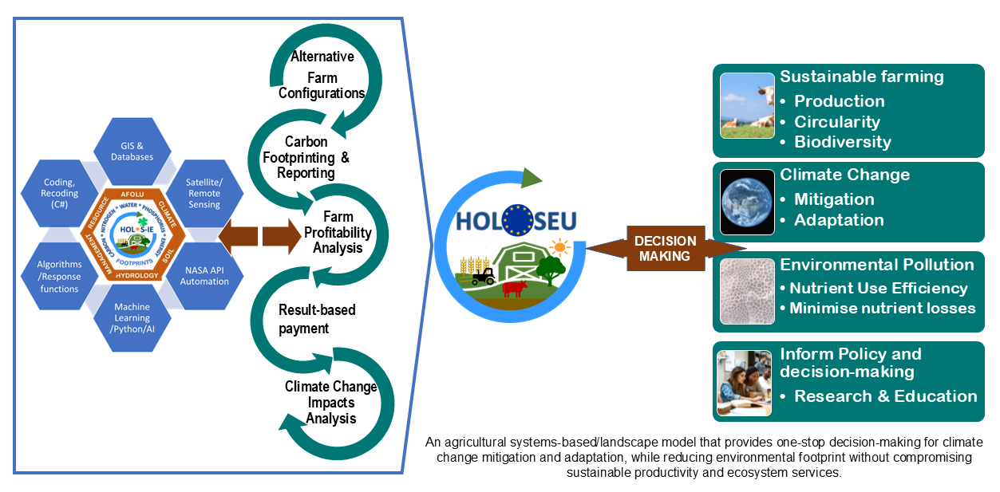 GIS &
Databases
Coding,
Recoding
(C#)
Satellite/
Remote
Sensing
Algorithms
/Response
functions
NASA API
Automation
Machine
Learning
/Python/AI
AFOLU
CLIMATE
SOIL
HYDROLOGY
MANAGEMENT
RESOURCE
CARBON • NITROGEN • WATER • PHOSPHORUS • ENERGY
HOLOS-IE
FOOTPRINTS
Alternative
Farm
Configurations
Carbon
Footprinting &
Reporting
Farm
Profitability
Analysis
Result-based
payment
Climate Change
Impacts
Analysis
HOLOSEU
DECISION
MAKING
Sustainable farming
• Production
• Circularity
• Biodiversity
Climate Change
• Mitigation
• Adaptation
Environmental Pollution
• Nutrient Use Efficiency
• Minimise nutrient losses
Inform Policy and
decision-making
• Research & Education
An agricultural systems-based/landscape model that provides one-stop decision-making for climate
change mitigation and adaptation, while reducing environmental footprint without compromising
sustainable productivity and ecosystem services.